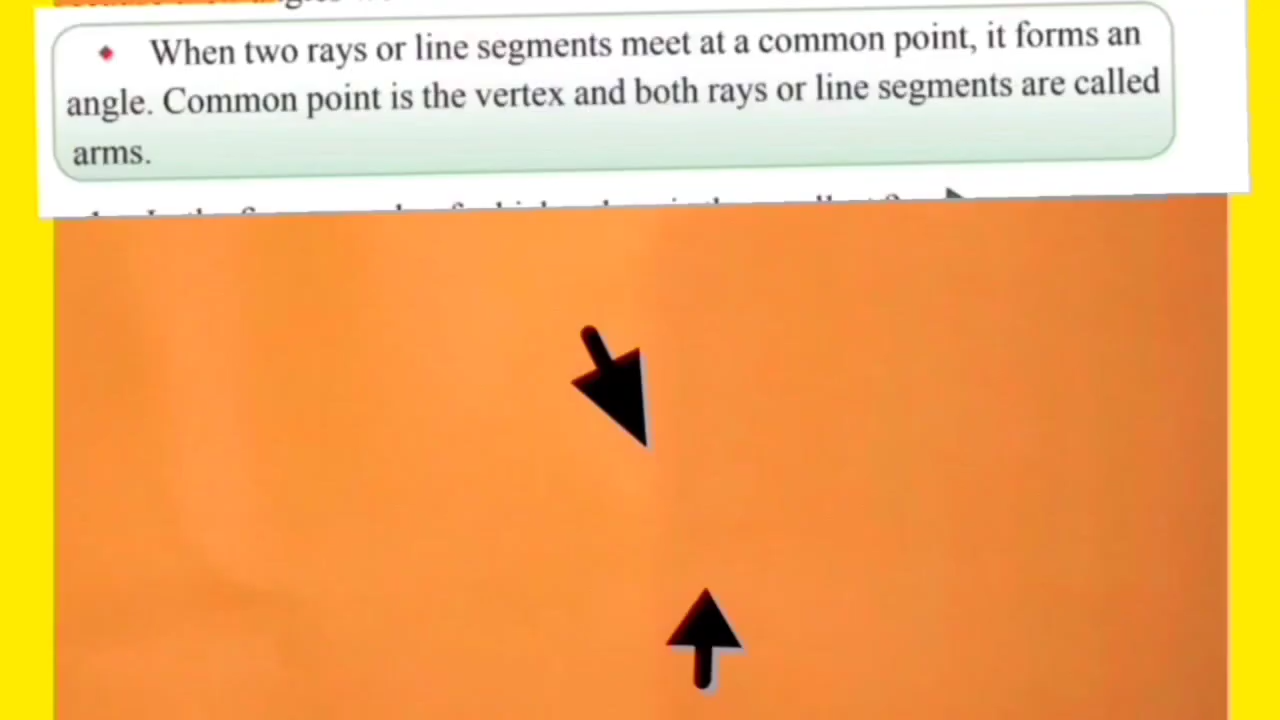 ◆ When two rays or line segments meet at a common point, it forms an
angle. Common point is the vertex and both rays or line segments are called
arms.